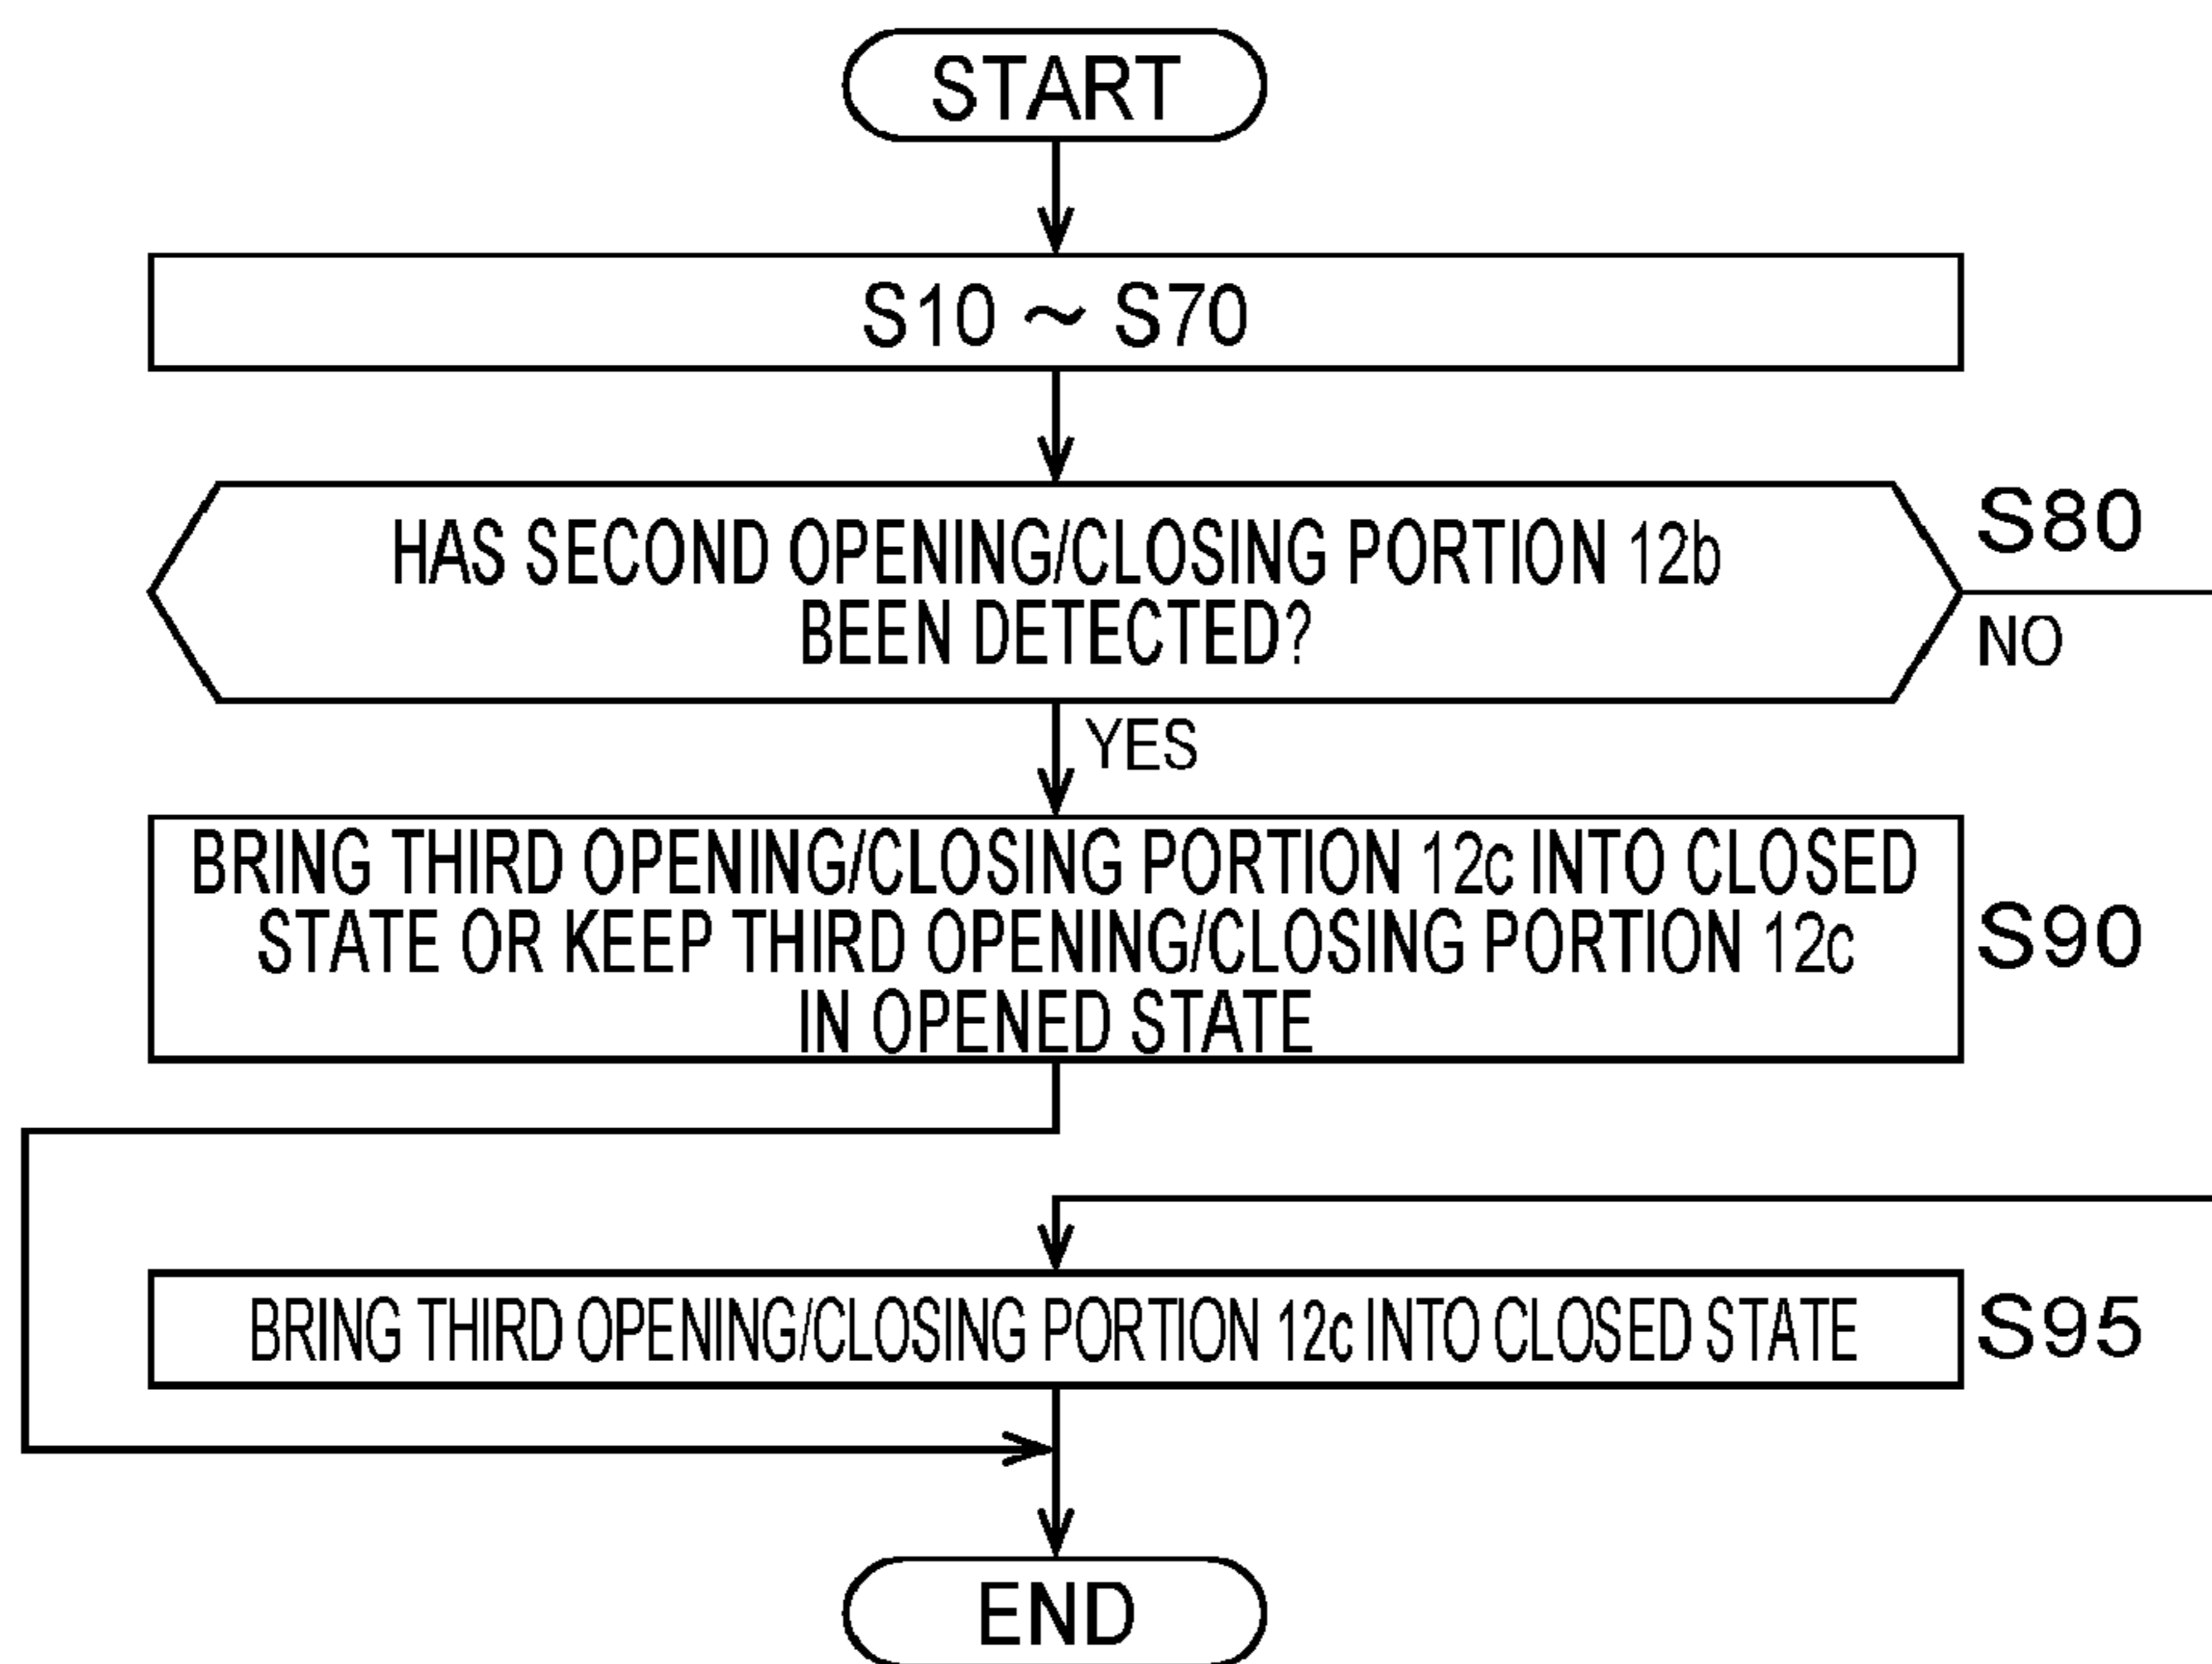 START
S10 ~ S70
HAS SECOND OPENING/CLOSING PORTION 12b
BEEN DETECTED?
S80
NO
YES
BRING THIRD OPENING/CLOSING PORTION 12c INTO CLOSED
STATE OR KEEP THIRD OPENING/CLOSING PORTION 12c
IN OPENED STATE
S90
BRING THIRD OPENING/CLOSING PORTION 12c INTO CLOSED STATE
S95
END